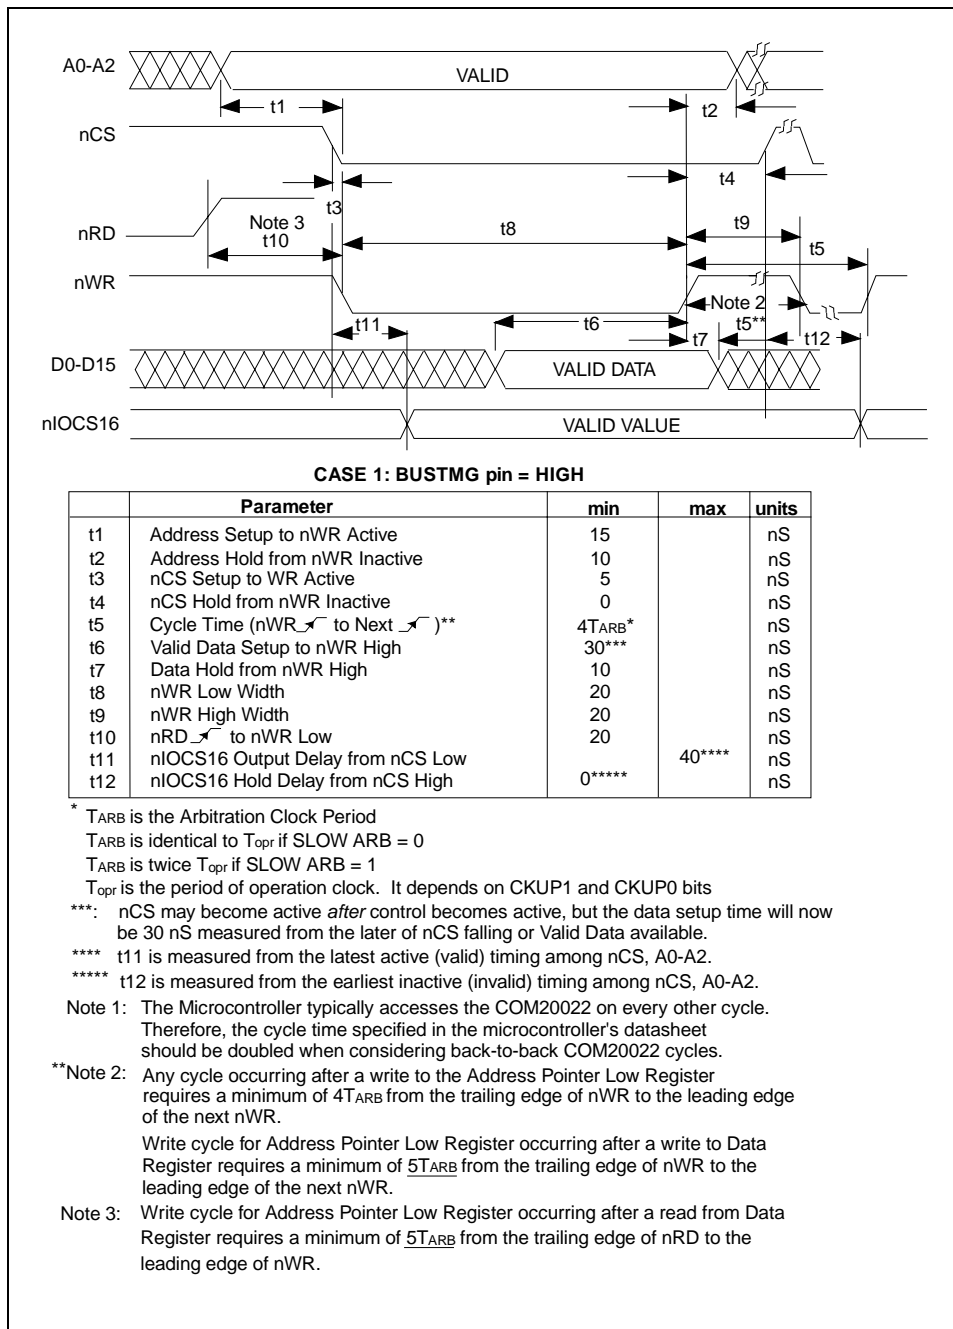 A0-A2
VALID
t1
t2
nCS
t4
t3
nRD
Note 3
t10
t8
t9
t5
nWR
Note 2
t11
t6
t7
t5**
t12
D0-D15
VALID DATA
nIOCS16
VALID VALUE
CASE 1: BUSTMG pin = HIGH
Parameter min max units
t1 Address Setup to nWR Active 15 nS
t2 Address Hold from nWR Inactive 10 nS
t3 nCS Setup to WR Active 5 nS
t4 nCS Hold from nWR Inactive 0 nS
t5 Cycle Time (nWR to Next )** 4TARB* nS
t6 Valid Data Setup to nWR High 30*** nS
t7 Data Hold from nWR High 10 nS
t8 nWR Low Width 20 nS
t9 nWR High Width 20 nS
t10 nRD to nWR Low 20 nS
t11 nIOCS16 Output Delay from nCS Low 40**** nS
t12 nIOCS16 Hold Delay from nCS High 0***** nS
* TARB is the Arbitration Clock Period
TARB is identical to Topr if SLOW ARB = 0
TARB is twice Topr if SLOW ARB = 1
Topr is the period of operation clock. It depends on CKUP1 and CKUP0 bits
***: nCS may become active after control becomes active, but the data setup time will now
be 30 nS measured from the later of nCS falling or Valid Data available.
**** t11 is measured from the latest active (valid) timing among nCS, A0-A2.
***** t12 is measured from the earliest inactive (invalid) timing among nCS, A0-A2.
Note 1: The Microcontroller typically accesses the COM20022 on every other cycle.
Therefore, the cycle time specified in the microcontroller's datasheet
should be doubled when considering back-to-back COM20022 cycles.
**Note 2: Any cycle occurring after a write to the Address Pointer Low Register
requires a minimum of 4TARB from the trailing edge of nWR to the leading edge
of the next nWR.
Write cycle for Address Pointer Low Register occurring after a write to Data
Register requires a minimum of 5TARB from the trailing edge of nWR to the
leading edge of the next nWR.
Note 3: Write cycle for Address Pointer Low Register occurring after a read from Data
Register requires a minimum of 5TARB from the trailing edge of nRD to the
leading edge of nWR.